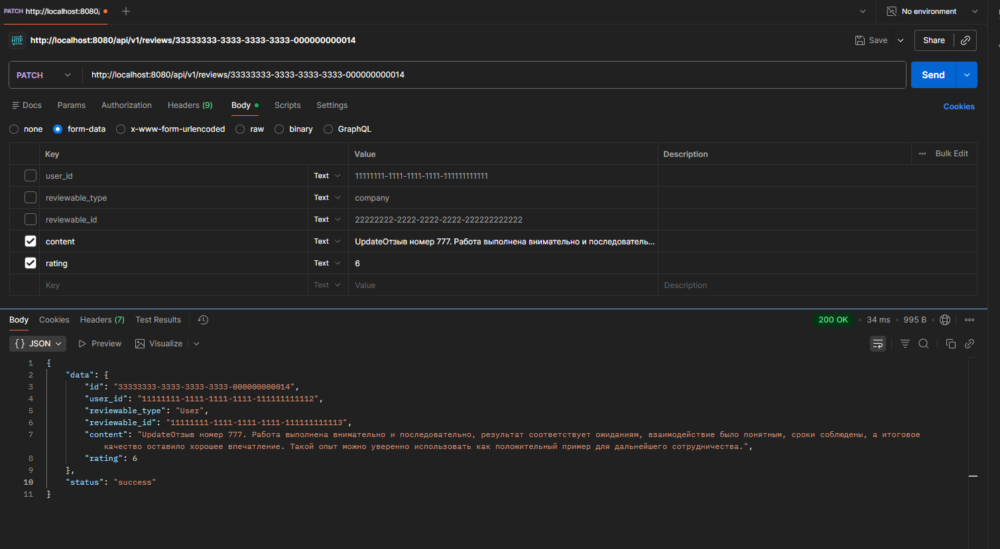 PATCH http://localhost:8080/
No environment
HTTP http://localhost:8080/api/v1/reviews/33333333-3333-3333-3333-000000000014
Save
Share
PATCH http://localhost:8080/api/v1/reviews/33333333-3333-3333-3333-000000000014
Send
Docs Params Authorization Headers (9) Body Scripts Settings
Cookies
none form-data x-www-form-urlencoded raw binary GraphQL
Key Value Description Bulk Edit
user_id Text 11111111-1111-1111-1111-111111111111
reviewable_type Text company
reviewable_id Text 22222222-2222-2222-2222-222222222222
content Text UpdateОтзыв номер 777. Работа выполнена внимательно и последователь...
rating Text 6
Key Text Value Description
Body Cookies Headers (7) Test Results
200 OK 34 ms 995 B
{} JSON Preview Visualize
1 {
2 "data": {
3 "id": "33333333-3333-3333-3333-000000000014",
4 "user_id": "11111111-1111-1111-1111-111111111112",
5 "reviewable_type": "User",
6 "reviewable_id": "11111111-1111-1111-1111-111111111113",
7 "content": "UpdateОтзыв номер 777. Работа выполнена внимательно и последовательно, результат соответствует ожиданиям, взаимодействие было понятным, сроки соблюдены, а итоговое
качество оставило хорошее впечатление. Такой опыт можно уверенно использовать как положительный пример для дальнейшего сотрудничества.",
8 "rating": 6
9 },
10 "status": "success"
11 }